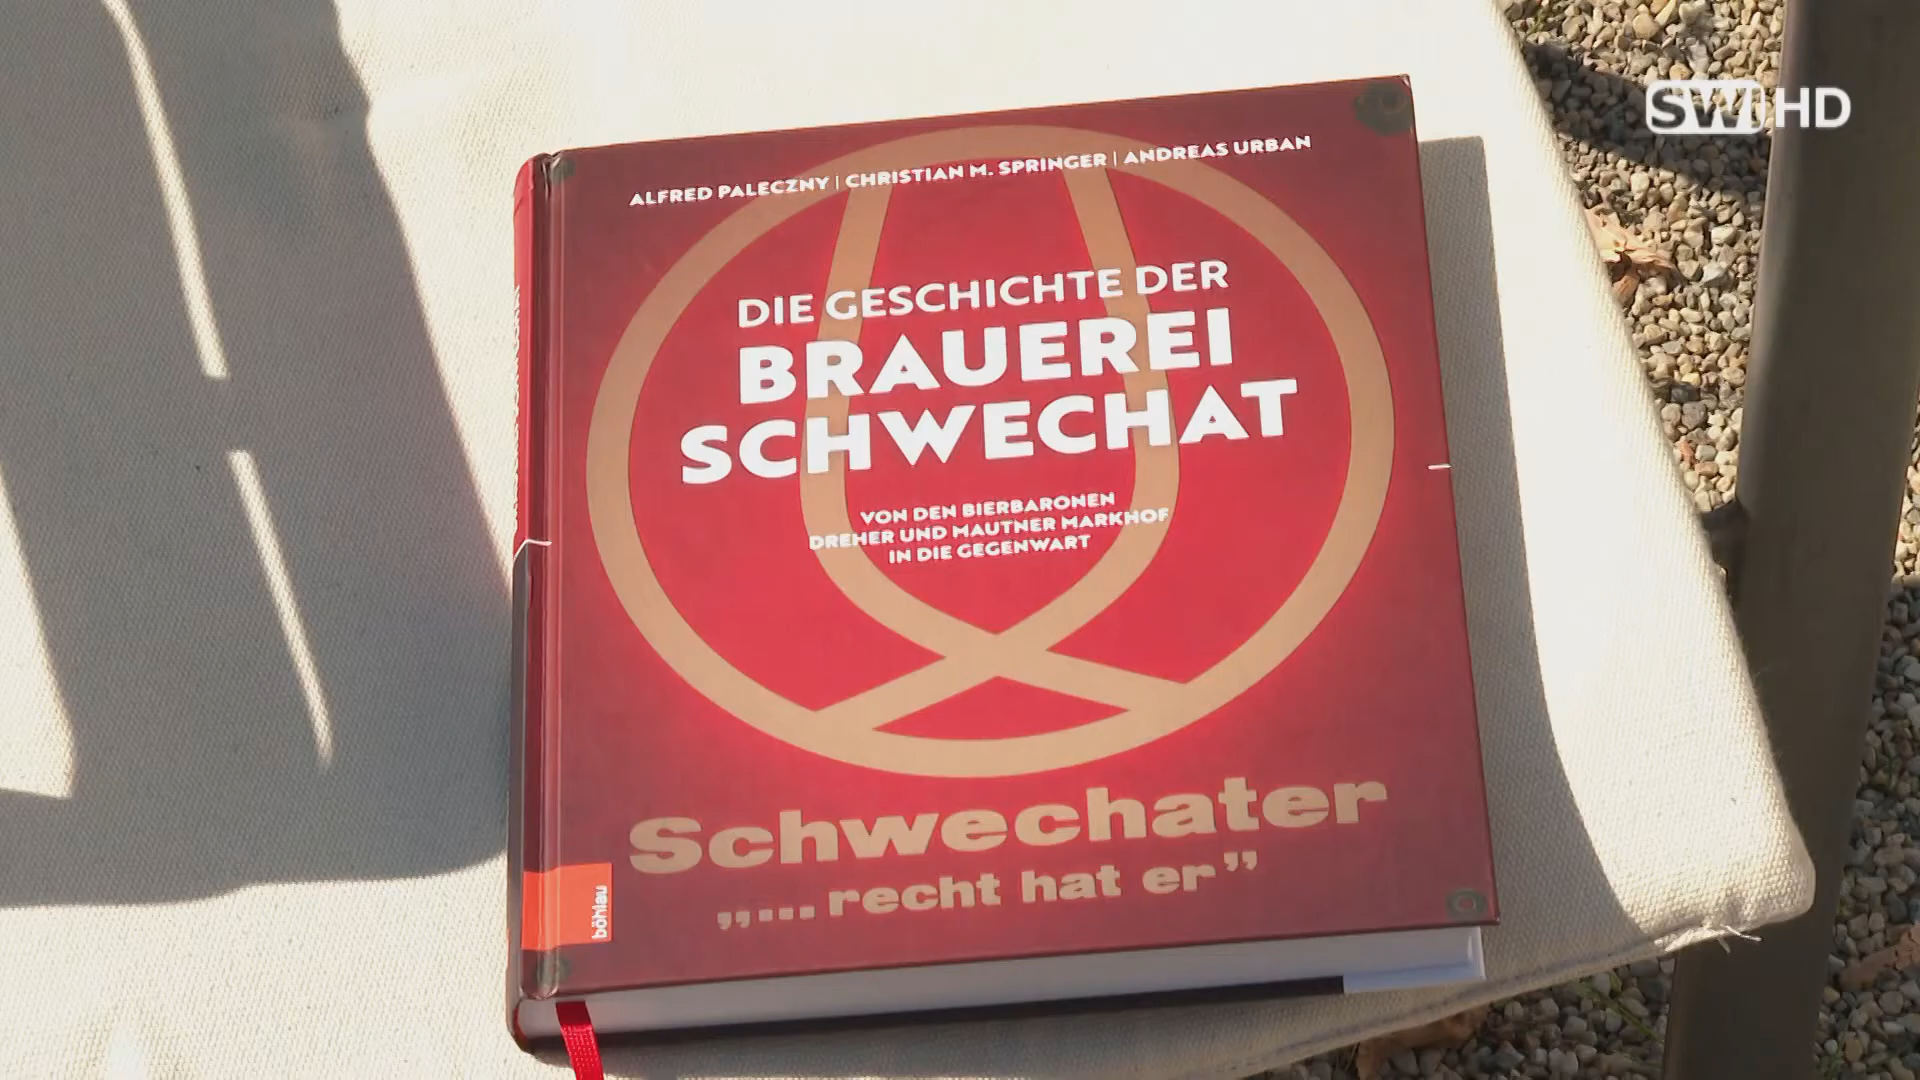 SW1 HD
ALFRED PALECZNY | CHRISTIAN M. SPRINGER | ANDREAS URBAN
DIE GESCHICHTE DER
BRAUEREI
SCHWECHAT
VON DEN BIERBARONEN
DREHER UND MAUTNER MARKHOF
IN DIE GEGENWART
Schwechater
„... recht hat er”
böhlau